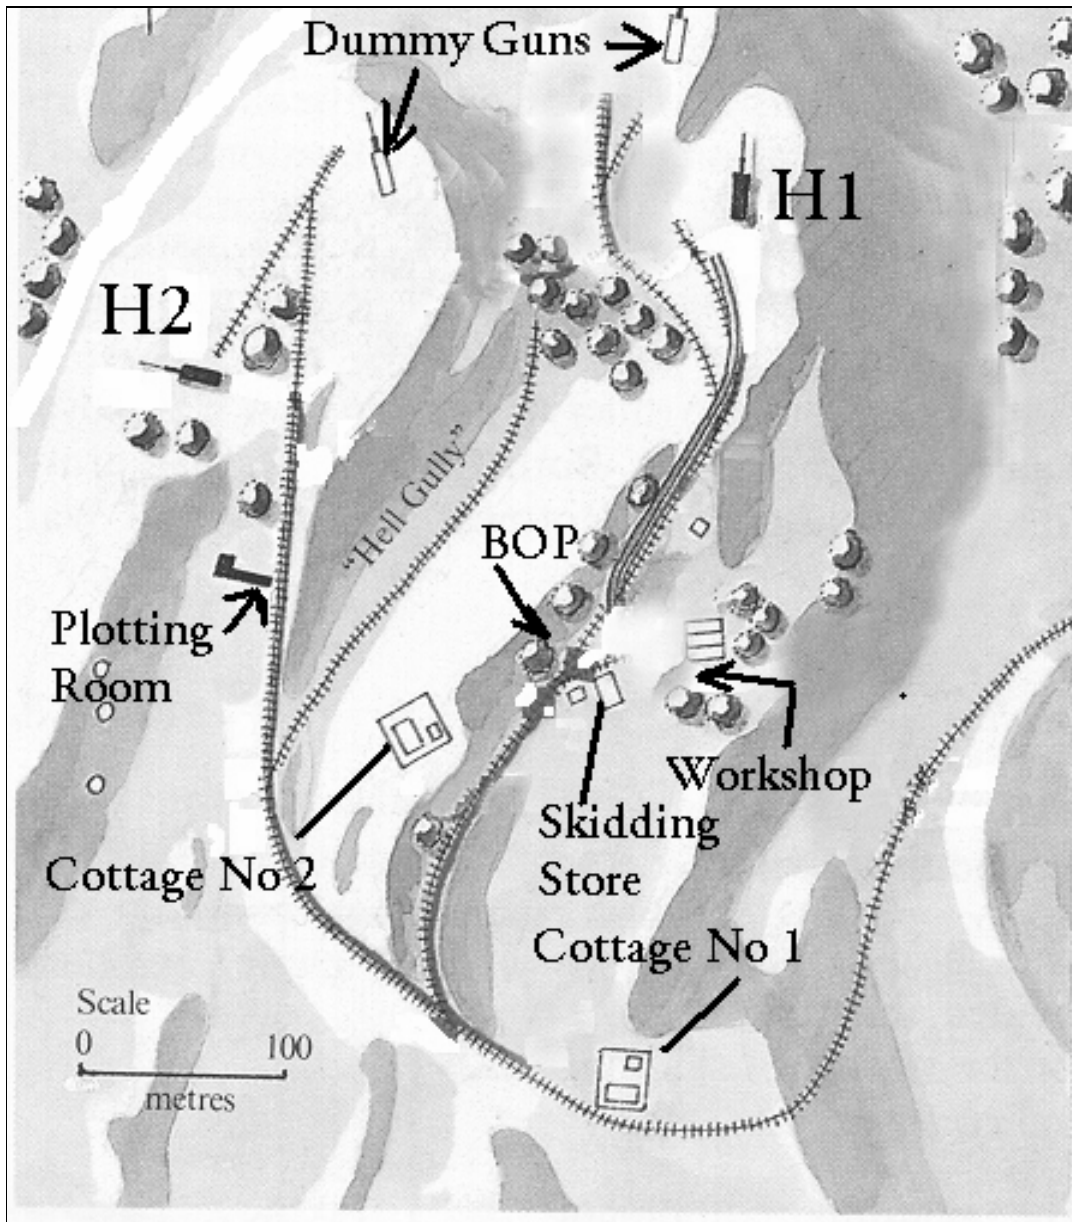 Dummy Guns
H1
H2
"Hell Gully"
BOP
Plotting
Room
Workshop
Skidding
Store
Cottage No 2
Cottage No 1
Scale
0 100
metres